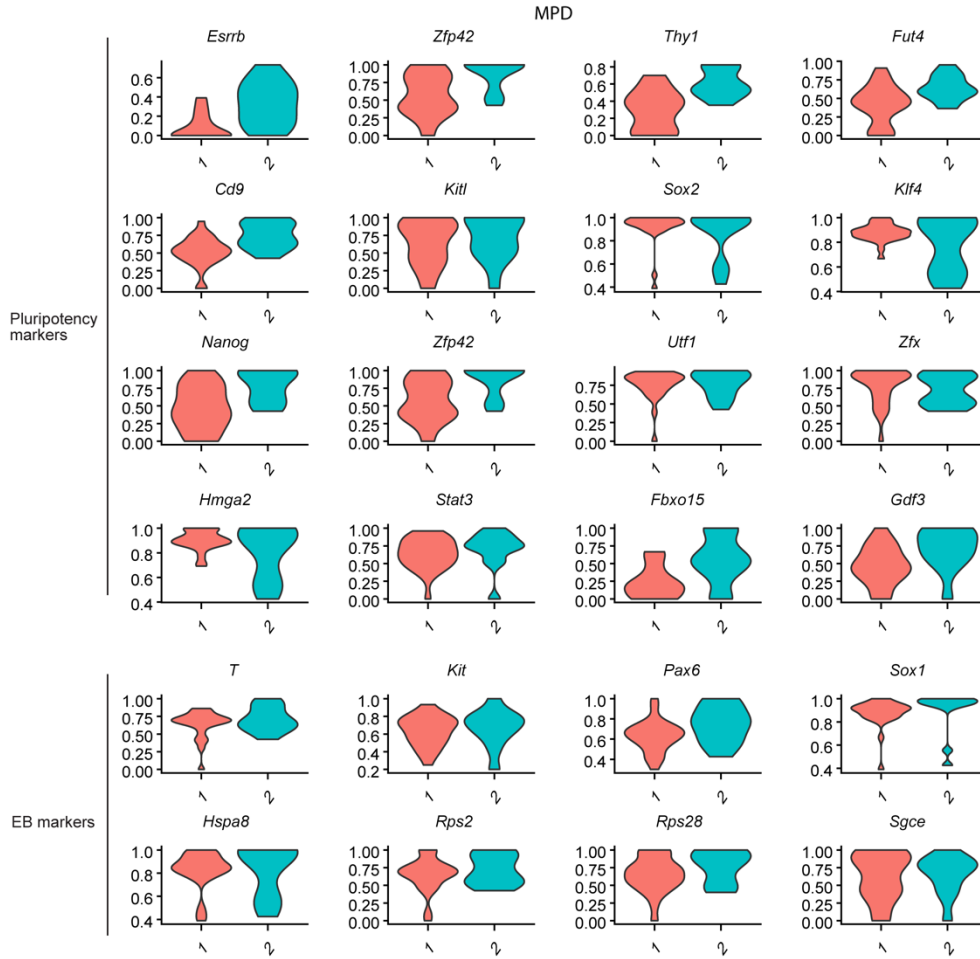 MPD
Esrrb Zfp42 Thy1 Fut4
0.6 1.00 0.8 1.00
0.4 0.75 0.6 0.75
0.2 0.50 0.4 0.50
0.0 0.25 0.2 0.25
0.00 0.0 0.00
1 2 1 2 1 2 1 2
Cd9 Kitl Sox2 Klf4
1.00 1.00 1.0 1.0
0.75 0.75 0.8 0.8
0.50 0.50 0.6 0.6
0.25 0.25 0.4 0.4
0.00 0.00
1 2 1 2 1 2 1 2
Pluripotency
markers
Nanog Zfp42 Utf1 Zfx
1.00 1.00 0.75 1.00
0.75 0.75 0.50 0.75
0.50 0.50 0.25 0.50
0.25 0.25 0.00 0.25
0.00 0.00 0.00
1 2 1 2 1 2 1 2
Hmga2 Stat3 Fbxo15 Gdf3
1.0 1.00 1.00 1.00
0.8 0.75 0.75 0.75
0.6 0.50 0.50 0.50
0.4 0.25 0.25 0.25
0.00 0.00 0.00
1 2 1 2 1 2 1 2
T Kit Pax6 Sox1
1.00 1.0 1.0 1.0
0.75 0.8 0.8 0.8
0.50 0.6 0.6 0.6
0.25 0.4 0.4 0.4
0.00 0.2
1 2 1 2 1 2 1 2
EB markers
Hspa8 Rps2 Rps28 Sgce
1.0 1.00 1.00 1.00
0.8 0.75 0.75 0.75
0.6 0.50 0.50 0.50
0.4 0.25 0.25 0.25
0.00 0.00 0.00
1 2 1 2 1 2 1 2